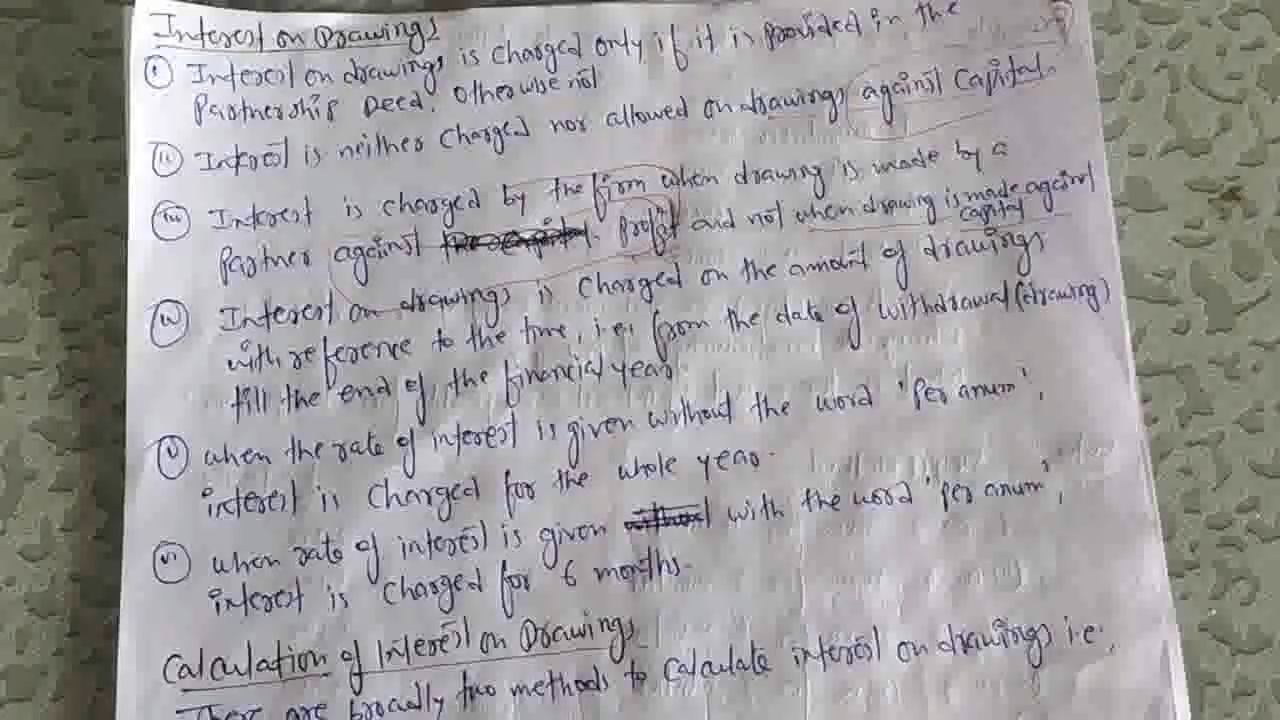 Interest on Drawings
(i) Interest on drawings is charged only if it is provided in the
Partnership Deed. Otherwise not
(ii) Interest is neither charged nor allowed on drawings against Capital.
(iii) Interest is charged by the firm when drawing is made by a
Partner against profit and not when drawing is made against
capital
(iv) Interest on drawings is charged on the amount of drawings
with reference to the time, i.e. from the date of withdrawal (drawing)
till the end of the financial year.
(v) when the rate of interest is given without the word 'Per anum',
interest is charged for the whole year.
(vi) when rate of interest is given with the word 'per anum',
interest is charged for 6 months.
Calculation of Interest on Drawings
There are broadly two methods to calculate interest on drawings i.e.